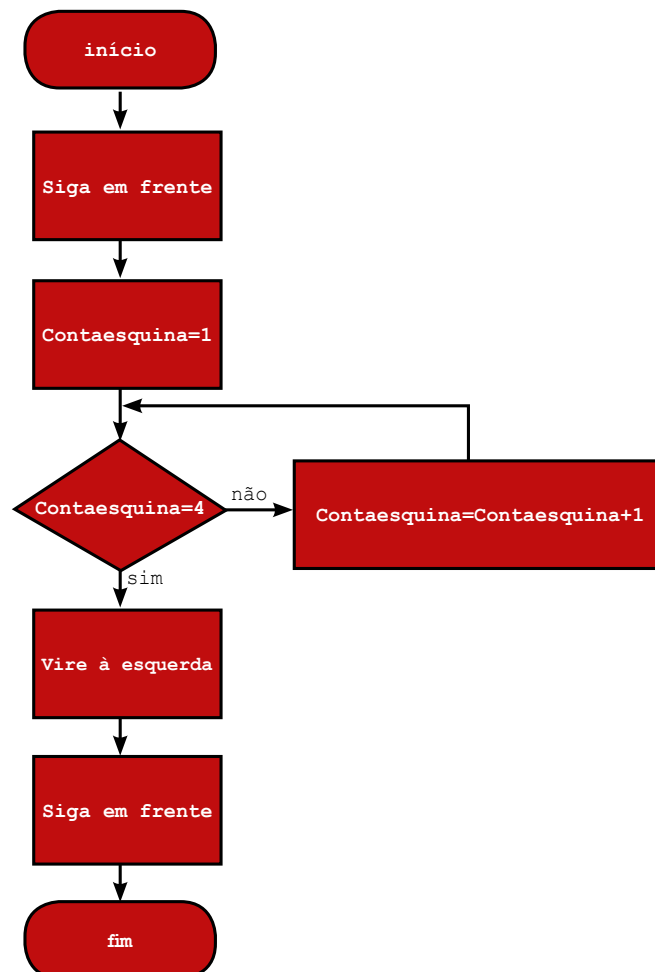 início
Siga em frente
Contaesquina=1
Contaesquina=4
não
Contaesquina=Contaesquina+1
sim
Vire à esquerda
Siga em frente
fim